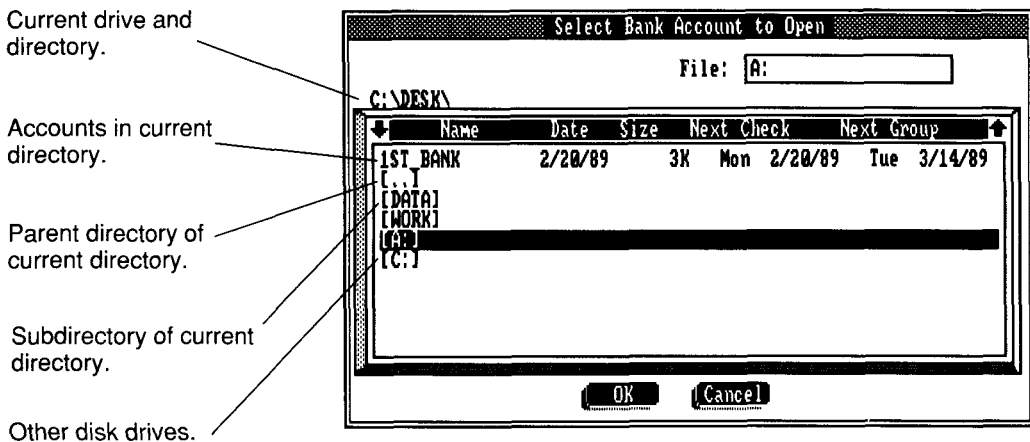 Current drive and
directory.
Accounts in current
directory.
Parent directory of
current directory.
Subdirectory of current
directory.
Other disk drives.
Select Bank Account to Open
File: A:
C:\DESK\
Name Date Size Next Check Next Group
1ST_BANK 2/20/89 3K Mon 2/20/89 Tue 3/14/89
[..]
[DATA]
[WORK]
[A:]
[C:]
OK Cancel